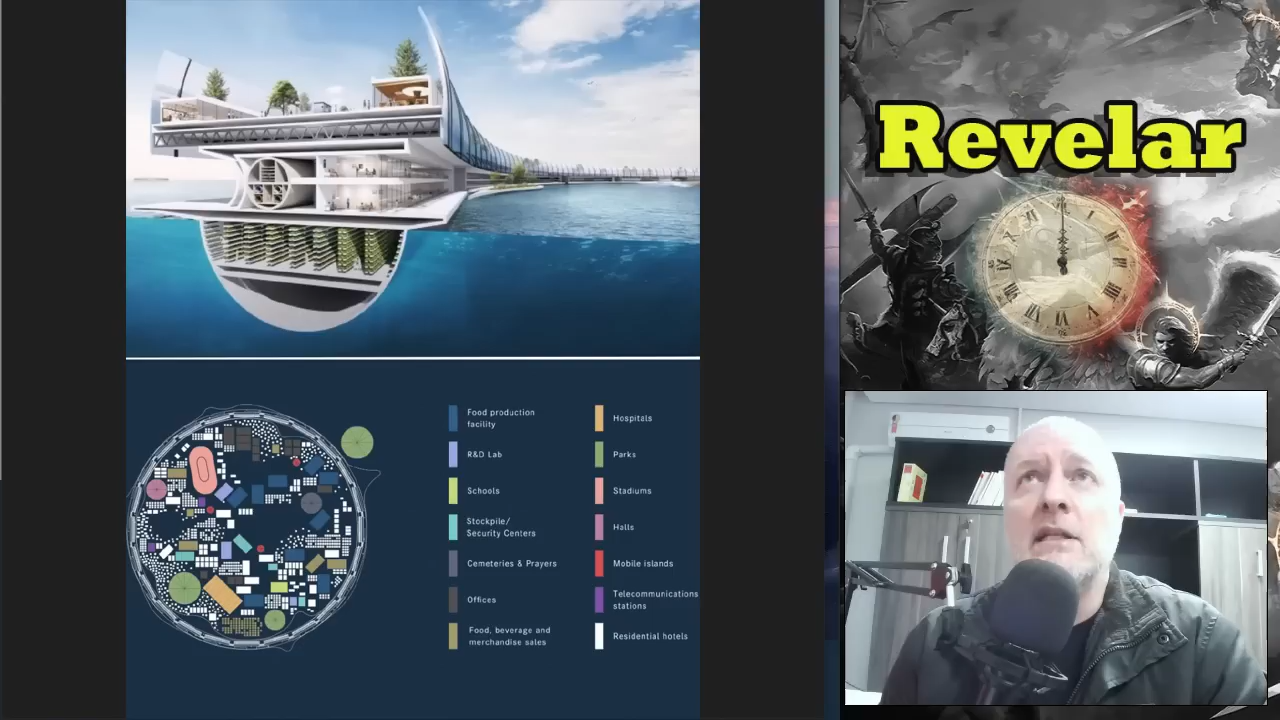 Revelar
Food production
facility
R&D Lab
Schools
Stockpile/
Security Centers
Cemeteries & Prayers
Offices
Food, beverage and
merchandise sales
Hospitals
Parks
Stadiums
Halls
Mobile islands
Telecommunications
stations
Residential hotels